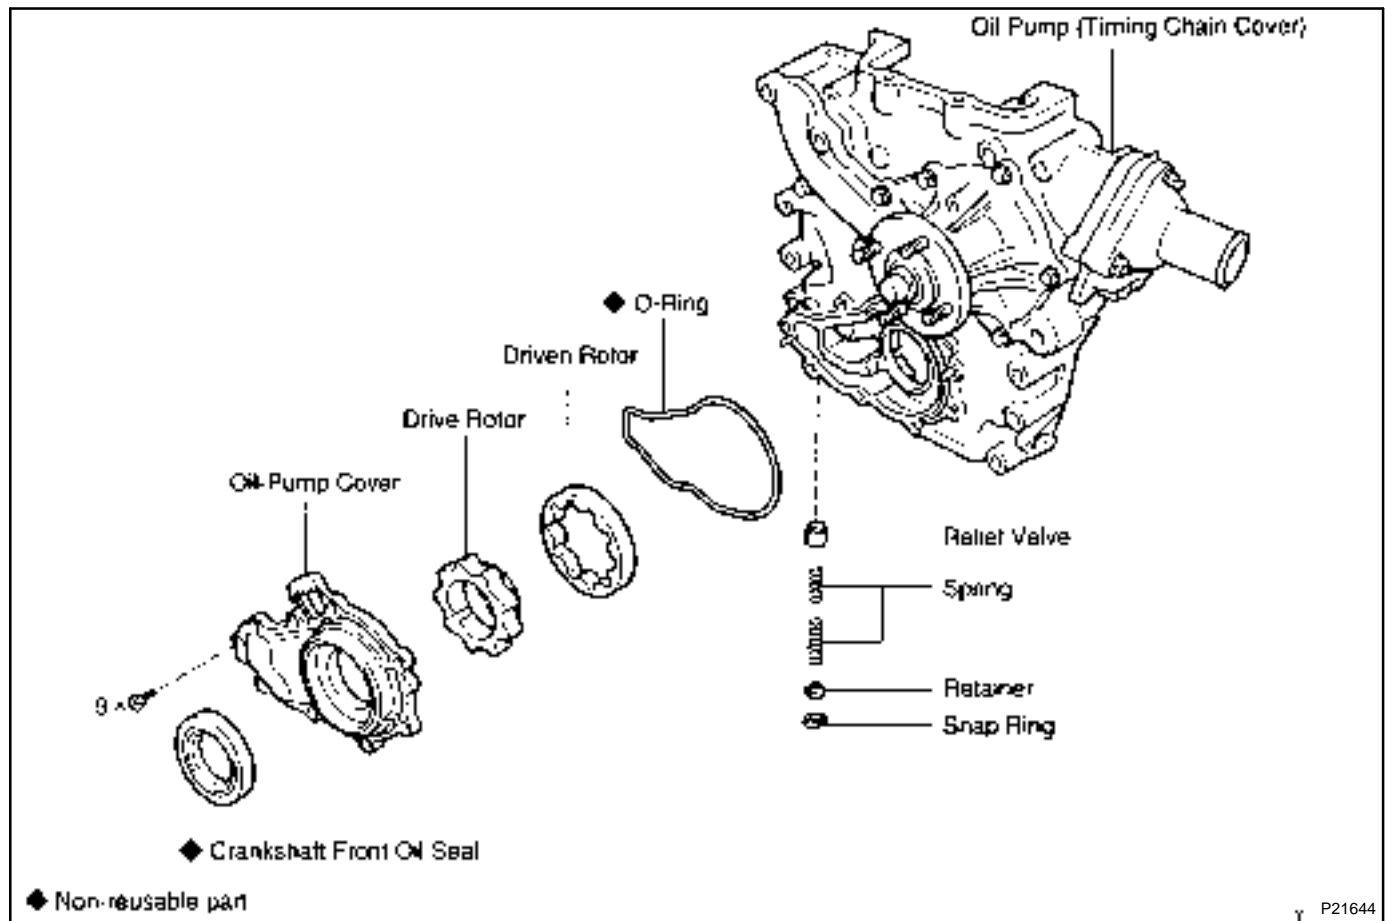 Oil Pump (Timing Chain Cover)
◆ O-Ring
Driven Rotor
Drive Rotor
Oil Pump Cover
Relief Valve
Spring
9 x
Retainer
Snap Ring
◆ Crankshaft Front Oil Seal
◆ Non-reusable part
P21644